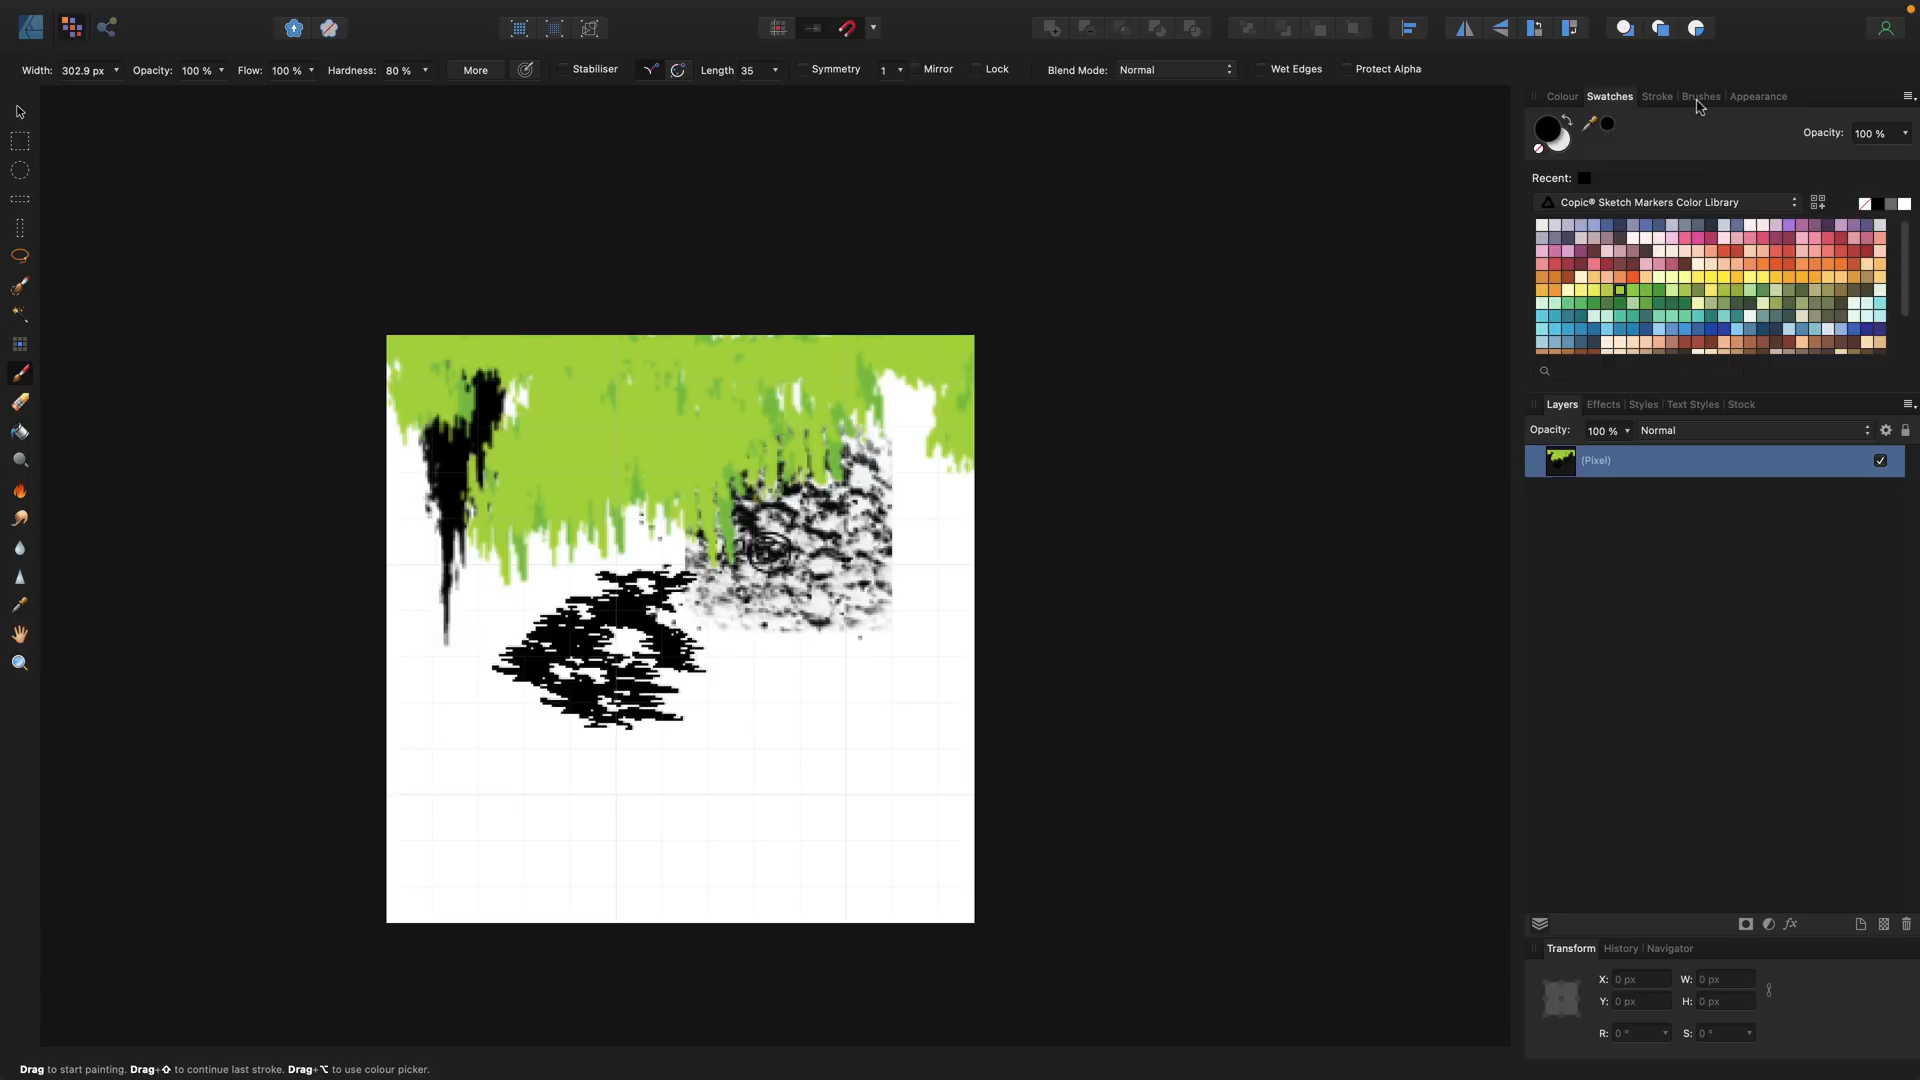 Width: 302.9 px Opacity: 100 % Flow: 100 % Hardness: 80 % More Stabiliser Length 35 Symmetry 1 Mirror Lock Blend Mode: Normal Wet Edges Protect Alpha
Colour Swatches Stroke Brushes Appearance
Opacity: 100 %
Recent:
Copic® Sketch Markers Color Library
Layers Effects Styles Text Styles Stock
Opacity: 100 % Normal
(Pixel)
fx
Transform History Navigator
X: 0 px W: 0 px
Y: 0 px H: 0 px
R: 0 ° S: 0 °
Drag to start painting. Drag+⇧ to continue last stroke. Drag+⌥ to use colour picker.